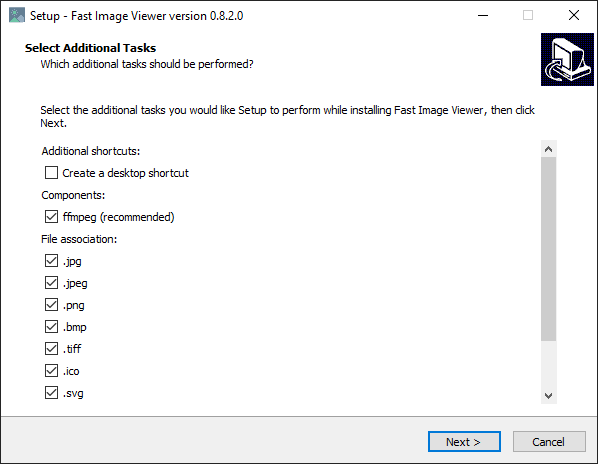 Setup - Fast Image Viewer version 0.8.2.0
Select Additional Tasks
Which additional tasks should be performed?
Select the additional tasks you would like Setup to perform while installing Fast Image Viewer, then click
Next.
Additional shortcuts:
Create a desktop shortcut
Components:
ffmpeg (recommended)
File association:
.jpg
.jpeg
.png
.bmp
.tiff
.ico
.svg
Next >
Cancel